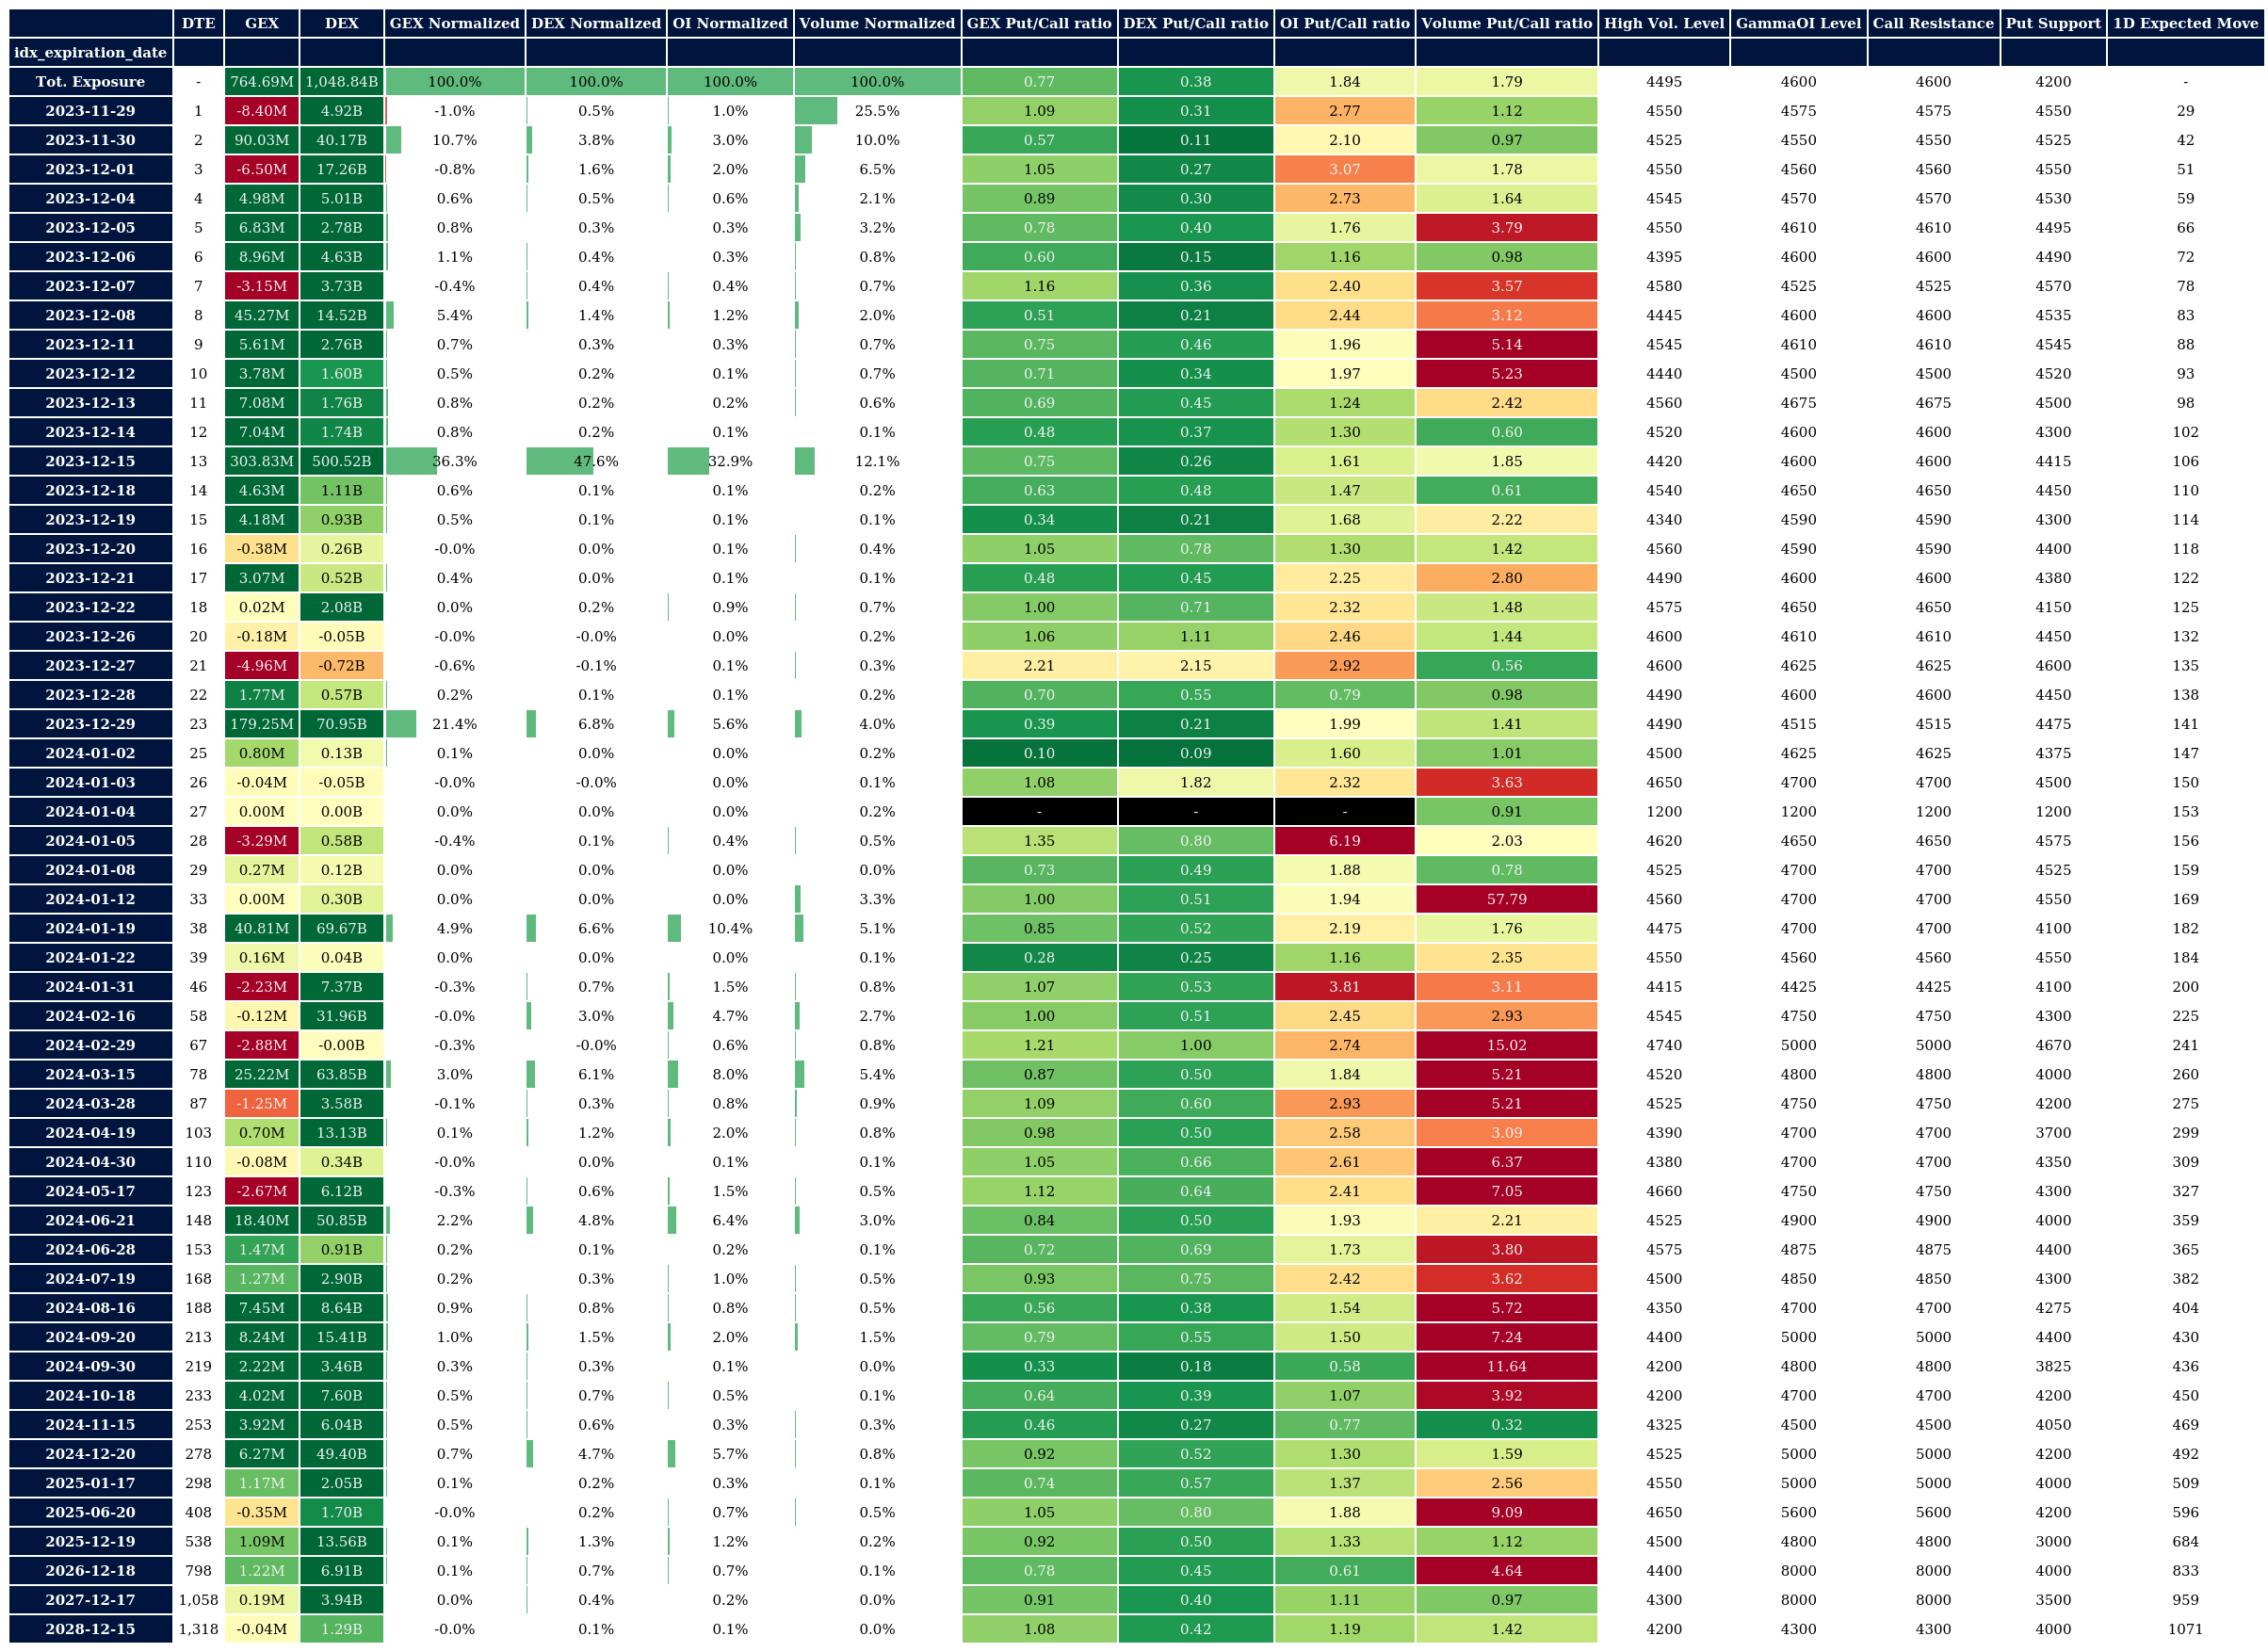 DTE GEX DEX GEX Normalized DEX Normalized OI Normalized Volume Normalized GEX Put/Call ratio DEX Put/Call ratio OI Put/Call ratio Volume Put/Call ratio High Vol. Level GammaOI Level Call Resistance Put Support 1D Expected Move
idx_expiration_date
Tot. Exposure - 764.69M 1,048.84B 100.0% 100.0% 100.0% 100.0% 0.77 0.38 1.84 1.79 4495 4600 4600 4200 -
2023-11-29 1 -8.40M 4.92B -1.0% 0.5% 1.0% 25.5% 1.09 0.31 2.77 1.12 4550 4575 4575 4550 29
2023-11-30 2 90.03M 40.17B 10.7% 3.8% 3.0% 10.0% 0.57 0.11 2.10 0.97 4525 4550 4550 4525 42
2023-12-01 3 -6.50M 17.26B -0.8% 1.6% 2.0% 6.5% 1.05 0.27 3.07 1.78 4550 4560 4560 4550 51
2023-12-04 4 4.98M 5.01B 0.6% 0.5% 0.6% 2.1% 0.89 0.30 2.73 1.64 4545 4570 4570 4530 59
2023-12-05 5 6.83M 2.78B 0.8% 0.3% 0.3% 3.2% 0.78 0.40 1.76 3.79 4550 4610 4610 4495 66
2023-12-06 6 8.96M 4.63B 1.1% 0.4% 0.3% 0.8% 0.60 0.15 1.16 0.98 4395 4600 4600 4490 72
2023-12-07 7 -3.15M 3.73B -0.4% 0.4% 0.4% 0.7% 1.16 0.36 2.40 3.57 4580 4525 4525 4570 78
2023-12-08 8 45.27M 14.52B 5.4% 1.4% 1.2% 2.0% 0.51 0.21 2.44 3.12 4445 4600 4600 4535 83
2023-12-11 9 5.61M 2.76B 0.7% 0.3% 0.3% 0.7% 0.75 0.46 1.96 5.14 4545 4610 4610 4545 88
2023-12-12 10 3.78M 1.60B 0.5% 0.2% 0.1% 0.7% 0.71 0.34 1.97 5.23 4440 4500 4500 4520 93
2023-12-13 11 7.08M 1.76B 0.8% 0.2% 0.2% 0.6% 0.69 0.45 1.24 2.42 4560 4675 4675 4500 98
2023-12-14 12 7.04M 1.74B 0.8% 0.2% 0.1% 0.1% 0.48 0.37 1.30 0.60 4520 4600 4600 4300 102
2023-12-15 13 303.83M 500.52B 36.3% 47.6% 32.9% 12.1% 0.75 0.26 1.61 1.85 4420 4600 4600 4415 106
2023-12-18 14 4.63M 1.11B 0.6% 0.1% 0.1% 0.2% 0.63 0.48 1.47 0.61 4540 4650 4650 4450 110
2023-12-19 15 4.18M 0.93B 0.5% 0.1% 0.1% 0.1% 0.34 0.21 1.68 2.22 4340 4590 4590 4300 114
2023-12-20 16 -0.38M 0.26B -0.0% 0.0% 0.1% 0.4% 1.05 0.78 1.30 1.42 4560 4590 4590 4400 118
2023-12-21 17 3.07M 0.52B 0.4% 0.0% 0.1% 0.1% 0.48 0.45 2.25 2.80 4490 4600 4600 4380 122
2023-12-22 18 0.02M 2.08B 0.0% 0.2% 0.9% 0.7% 1.00 0.71 2.32 1.48 4575 4650 4650 4150 125
2023-12-26 20 -0.18M -0.05B -0.0% -0.0% 0.0% 0.2% 1.06 1.11 2.46 1.44 4600 4610 4610 4450 132
2023-12-27 21 -4.96M -0.72B -0.6% -0.1% 0.1% 0.3% 2.21 2.15 2.92 0.56 4600 4625 4625 4600 135
2023-12-28 22 1.77M 0.57B 0.2% 0.1% 0.1% 0.2% 0.70 0.55 0.79 0.98 4490 4600 4600 4450 138
2023-12-29 23 179.25M 70.95B 21.4% 6.8% 5.6% 4.0% 0.39 0.21 1.99 1.41 4490 4515 4515 4475 141
2024-01-02 25 0.80M 0.13B 0.1% 0.0% 0.0% 0.2% 0.10 0.09 1.60 1.01 4500 4625 4625 4375 147
2024-01-03 26 -0.04M -0.05B -0.0% -0.0% 0.0% 0.1% 1.08 1.82 2.32 3.63 4650 4700 4700 4500 150
2024-01-04 27 0.00M 0.00B 0.0% 0.0% 0.0% 0.2% - - - 0.91 1200 1200 1200 1200 153
2024-01-05 28 -3.29M 0.58B -0.4% 0.1% 0.4% 0.5% 1.35 0.80 6.19 2.03 4620 4650 4650 4575 156
2024-01-08 29 0.27M 0.12B 0.0% 0.0% 0.0% 0.0% 0.73 0.49 1.88 0.78 4525 4700 4700 4525 159
2024-01-12 33 0.00M 0.30B 0.0% 0.0% 0.0% 3.3% 1.00 0.51 1.94 57.79 4560 4700 4700 4550 169
2024-01-19 38 40.81M 69.67B 4.9% 6.6% 10.4% 5.1% 0.85 0.52 2.19 1.76 4475 4700 4700 4100 182
2024-01-22 39 0.16M 0.04B 0.0% 0.0% 0.0% 0.1% 0.28 0.25 1.16 2.35 4550 4560 4560 4550 184
2024-01-31 46 -2.23M 7.37B -0.3% 0.7% 1.5% 0.8% 1.07 0.53 3.81 3.11 4415 4425 4425 4100 200
2024-02-16 58 -0.12M 31.96B -0.0% 3.0% 4.7% 2.7% 1.00 0.51 2.45 2.93 4545 4750 4750 4300 225
2024-02-29 67 -2.88M -0.00B -0.3% -0.0% 0.6% 0.8% 1.21 1.00 2.74 15.02 4740 5000 5000 4670 241
2024-03-15 78 25.22M 63.85B 3.0% 6.1% 8.0% 5.4% 0.87 0.50 1.84 5.21 4520 4800 4800 4000 260
2024-03-28 87 -1.25M 3.58B -0.1% 0.3% 0.8% 0.9% 1.09 0.60 2.93 5.21 4525 4750 4750 4200 275
2024-04-19 103 0.70M 13.13B 0.1% 1.2% 2.0% 0.8% 0.98 0.50 2.58 3.09 4390 4700 4700 3700 299
2024-04-30 110 -0.08M 0.34B -0.0% 0.0% 0.1% 0.1% 1.05 0.66 2.61 6.37 4380 4700 4700 4350 309
2024-05-17 123 -2.67M 6.12B -0.3% 0.6% 1.5% 0.5% 1.12 0.64 2.41 7.05 4660 4750 4750 4300 327
2024-06-21 148 18.40M 50.85B 2.2% 4.8% 6.4% 3.0% 0.84 0.50 1.93 2.21 4525 4900 4900 4000 359
2024-06-28 153 1.47M 0.91B 0.2% 0.1% 0.2% 0.1% 0.72 0.69 1.73 3.80 4575 4875 4875 4400 365
2024-07-19 168 1.27M 2.90B 0.2% 0.3% 1.0% 0.5% 0.93 0.75 2.42 3.62 4500 4850 4850 4300 382
2024-08-16 188 7.45M 8.64B 0.9% 0.8% 0.8% 0.5% 0.56 0.38 1.54 5.72 4350 4700 4700 4275 404
2024-09-20 213 8.24M 15.41B 1.0% 1.5% 2.0% 1.5% 0.79 0.55 1.50 7.24 4400 5000 5000 4400 430
2024-09-30 219 2.22M 3.46B 0.3% 0.3% 0.1% 0.0% 0.33 0.18 0.58 11.64 4200 4800 4800 3825 436
2024-10-18 233 4.02M 7.60B 0.5% 0.7% 0.5% 0.1% 0.64 0.39 1.07 3.92 4200 4700 4700 4200 450
2024-11-15 253 3.92M 6.04B 0.5% 0.6% 0.3% 0.3% 0.46 0.27 0.77 0.32 4325 4500 4500 4050 469
2024-12-20 278 6.27M 49.40B 0.7% 4.7% 5.7% 0.8% 0.92 0.52 1.30 1.59 4525 5000 5000 4200 492
2025-01-17 298 1.17M 2.05B 0.1% 0.2% 0.3% 0.1% 0.74 0.57 1.37 2.56 4550 5000 5000 4000 509
2025-06-20 408 -0.35M 1.70B -0.0% 0.2% 0.7% 0.5% 1.05 0.80 1.88 9.09 4650 5600 5600 4200 596
2025-12-19 538 1.09M 13.56B 0.1% 1.3% 1.2% 0.2% 0.92 0.50 1.33 1.12 4500 4800 4800 3000 684
2026-12-18 798 1.22M 6.91B 0.1% 0.7% 0.7% 0.1% 0.78 0.45 0.61 4.64 4400 8000 8000 4000 833
2027-12-17 1,058 0.19M 3.94B 0.0% 0.4% 0.2% 0.0% 0.91 0.40 1.11 0.97 4300 8000 8000 3500 959
2028-12-15 1,318 -0.04M 1.29B -0.0% 0.1% 0.1% 0.0% 1.08 0.42 1.19 1.42 4200 4300 4300 4000 1071